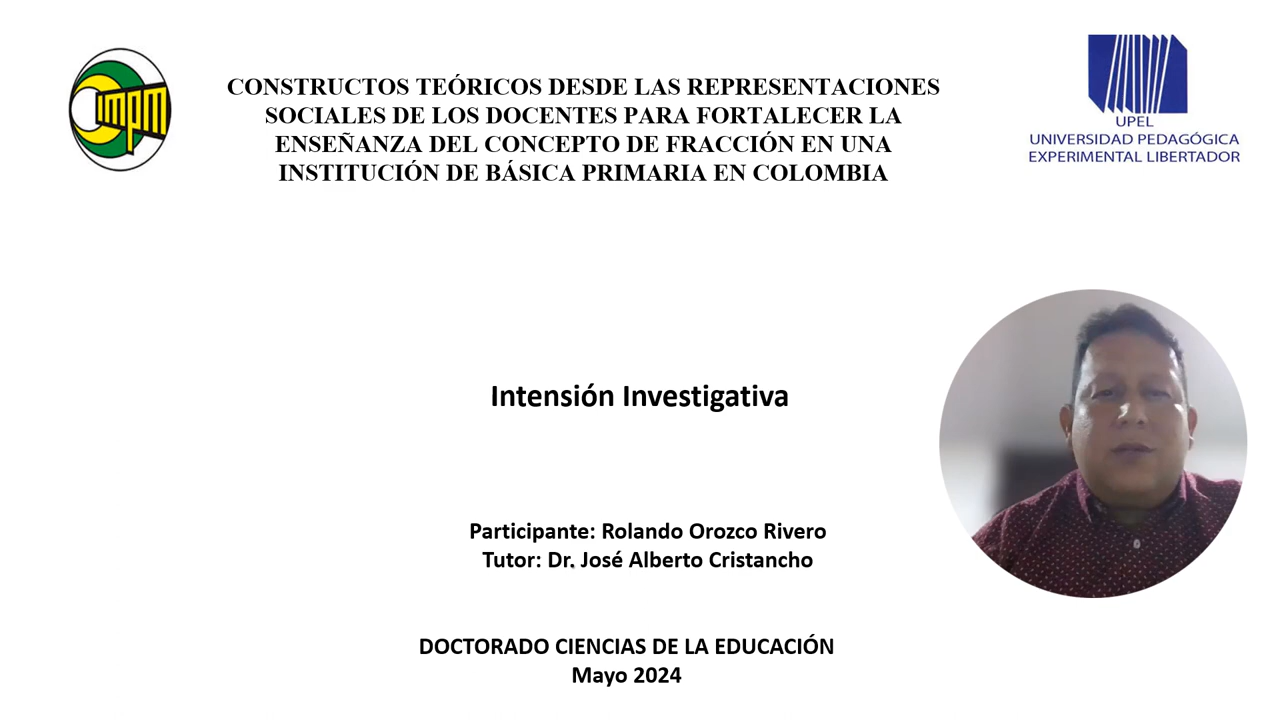 impm
CONSTRUCTOS TEÓRICOS DESDE LAS REPRESENTACIONES
SOCIALES DE LOS DOCENTES PARA FORTALECER LA
ENSEÑANZA DEL CONCEPTO DE FRACCIÓN EN UNA
INSTITUCIÓN DE BÁSICA PRIMARIA EN COLOMBIA
UPEL
UNIVERSIDAD PEDAGÓGICA
EXPERIMENTAL LIBERTADOR
Intensión Investigativa
Participante: Rolando Orozco Rivero
Tutor: Dr. José Alberto Cristancho
DOCTORADO CIENCIAS DE LA EDUCACIÓN
Mayo 2024